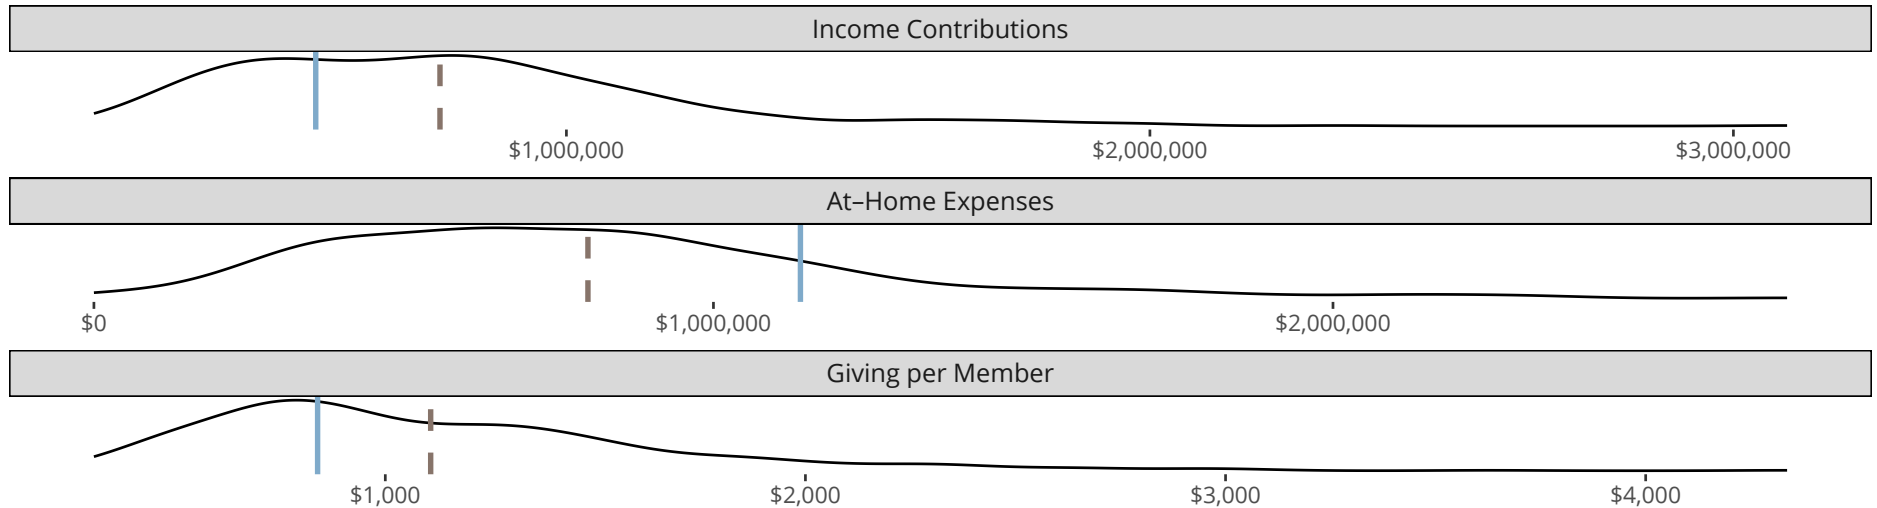 Income Contributions
$1,000,000 $2,000,000 $3,000,000
At–Home Expenses
$0 $1,000,000 $2,000,000
Giving per Member
$1,000 $2,000 $3,000 $4,000